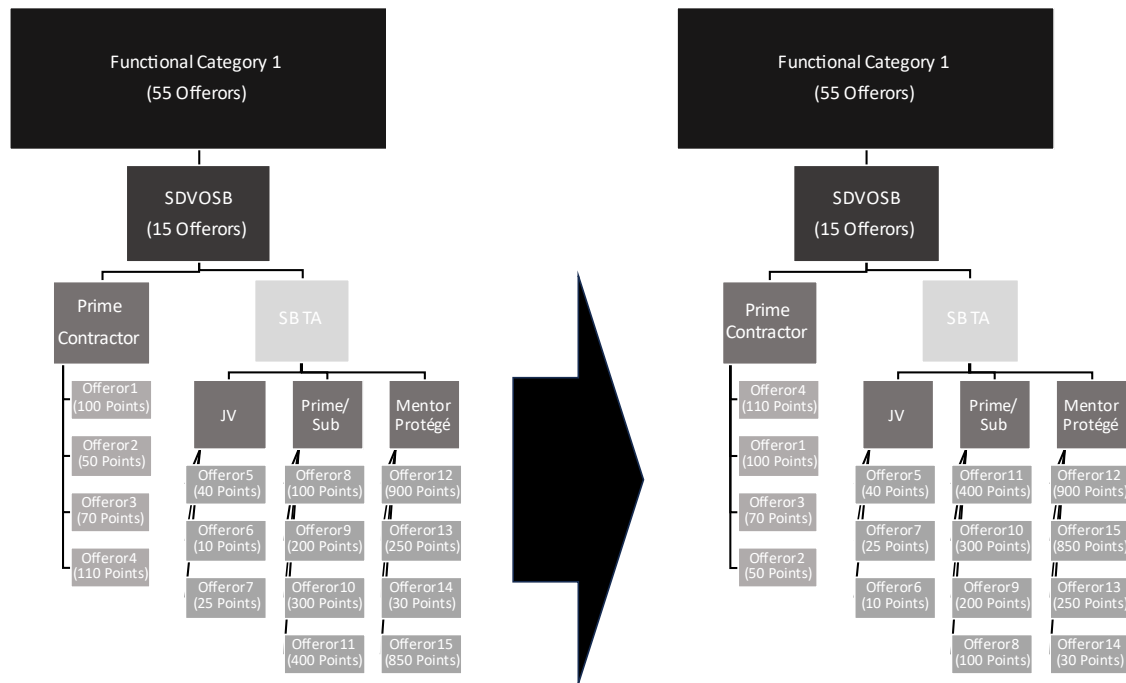 Functional Category 1
(55 Offerors)
SDVOSB
(15 Offerors)
Prime
Contractor
Offeror1
(100 Points)
Offeror2
(50 Points)
Offeror3
(70 Points)
Offeror4
(110 Points)
SB TA
JV
Offeror5
(40 Points)
Offeror6
(10 Points)
Offeror7
(25 Points)
Prime/
Sub
Offeror8
(100 Points)
Offeror9
(200 Points)
Offeror10
(300 Points)
Offeror11
(400 Points)
Mentor
Protégé
Offeror12
(900 Points)
Offeror13
(250 Points)
Offeror14
(30 Points)
Offeror15
(850 Points)
Functional Category 1
(55 Offerors)
SDVOSB
(15 Offerors)
Prime
Contractor
Offeror4
(110 Points)
Offeror1
(100 Points)
Offeror3
(70 Points)
Offeror2
(50 Points)
SB TA
JV
Offeror5
(40 Points)
Offeror7
(25 Points)
Offeror6
(10 Points)
Prime/
Sub
Offeror11
(400 Points)
Offeror10
(300 Points)
Offeror9
(200 Points)
Offeror8
(100 Points)
Mentor
Protégé
Offeror12
(900 Points)
Offeror15
(850 Points)
Offeror13
(250 Points)
Offeror14
(30 Points)